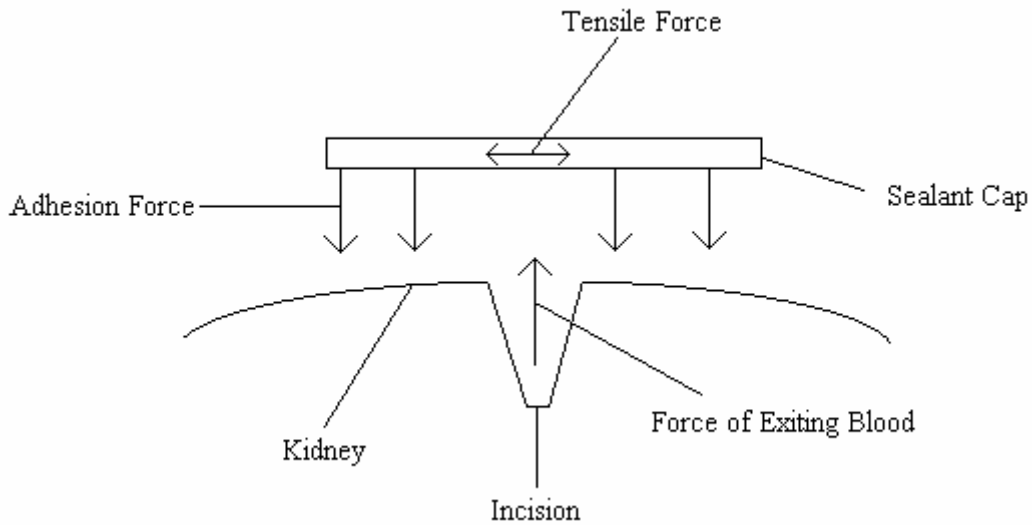 Tensile Force
Sealant Cap
Adhesion Force
Force of Exiting Blood
Kidney
Incision